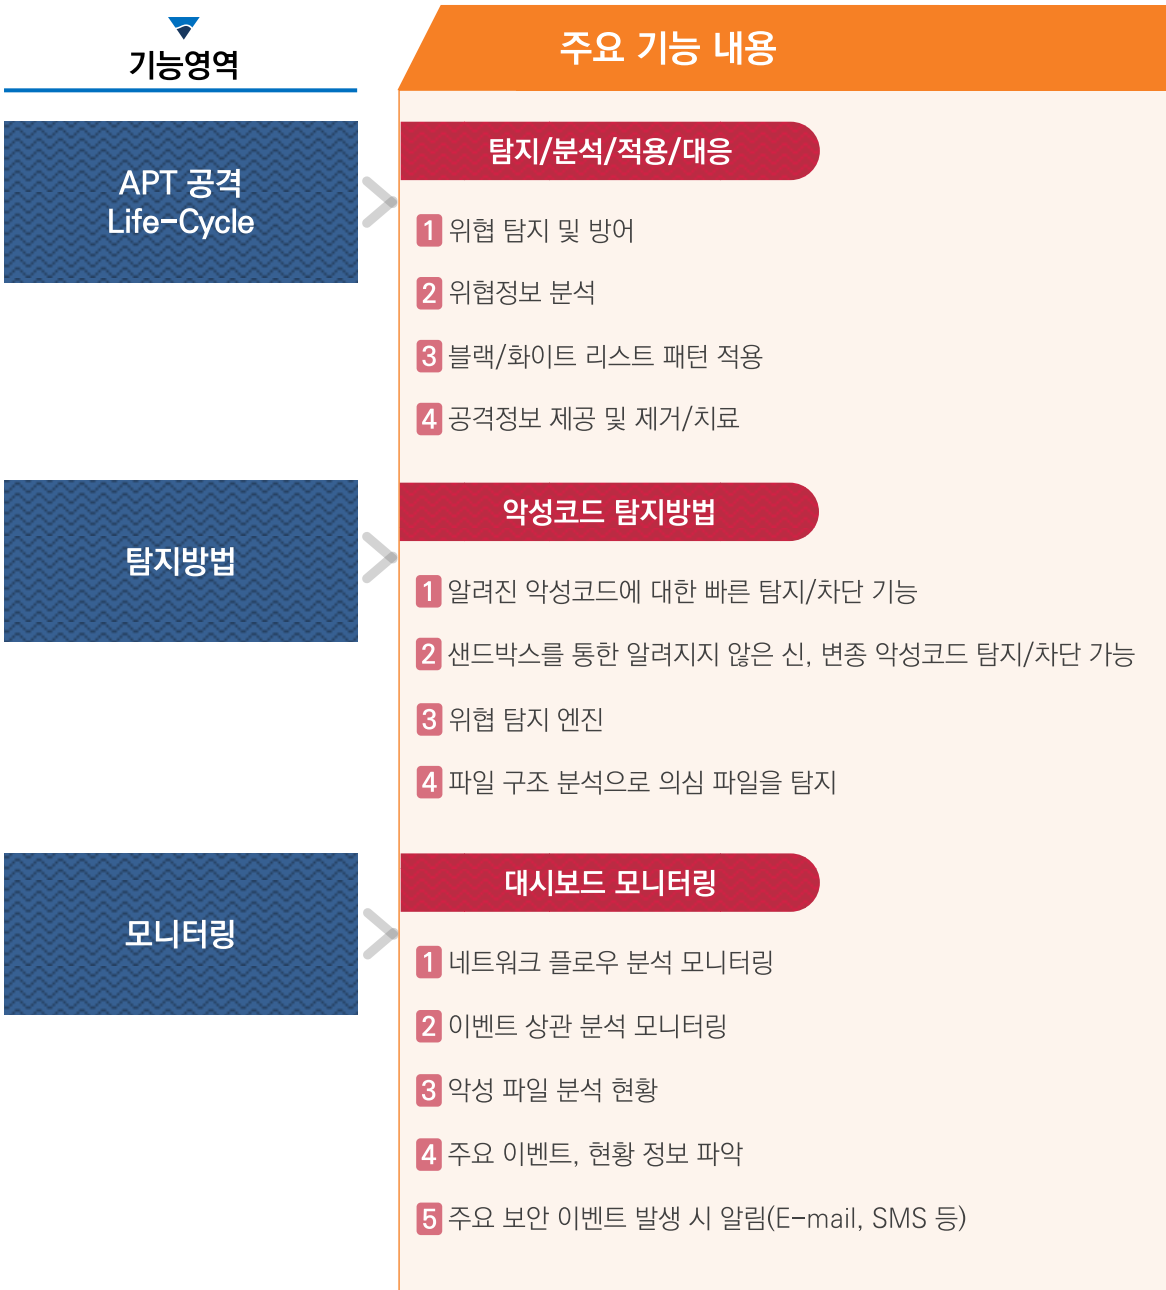 기능영역
주요 기능 내용
APT 공격
Life-Cycle
탐지/분석/적용/대응
1 위협 탐지 및 방어
2 위협정보 분석
3 블랙/화이트 리스트 패턴 적용
4 공격정보 제공 및 제거/치료
탐지방법
악성코드 탐지방법
1 알려진 악성코드에 대한 빠른 탐지/차단 기능
2 샌드박스를 통한 알려지지 않은 신, 변종 악성코드 탐지/차단 가능
3 위협 탐지 엔진
4 파일 구조 분석으로 의심 파일을 탐지
모니터링
대시보드 모니터링
1 네트워크 플로우 분석 모니터링
2 이벤트 상관 분석 모니터링
3 악성 파일 분석 현황
4 주요 이벤트, 현황 정보 파악
5 주요 보안 이벤트 발생 시 알림(E-mail, SMS 등)